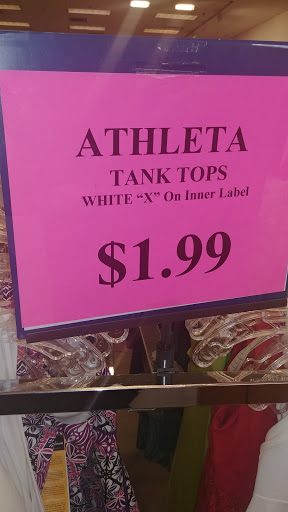 ATHLETA
TANK TOPS
WHITE “X” On Inner Label
$1.99